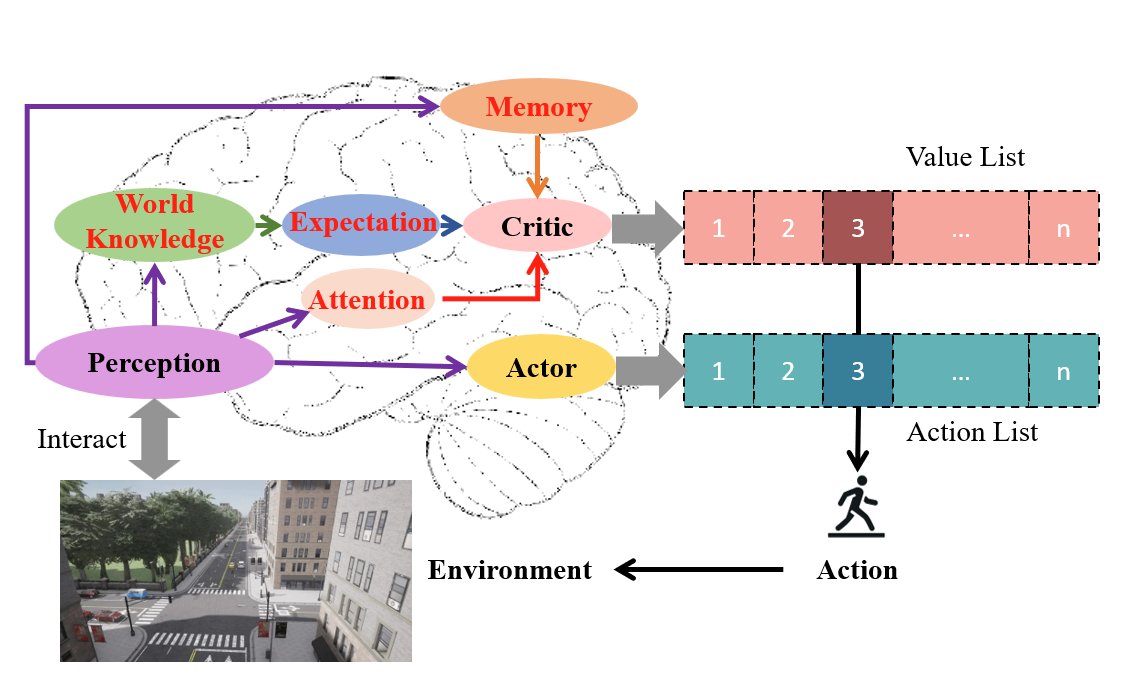 Memory
Value List
World
Knowledge
Expectation
Critic
1 2 3 ... n
Attention
Perception
Actor
1 2 3 ... n
Interact
Action List
Environment
Action